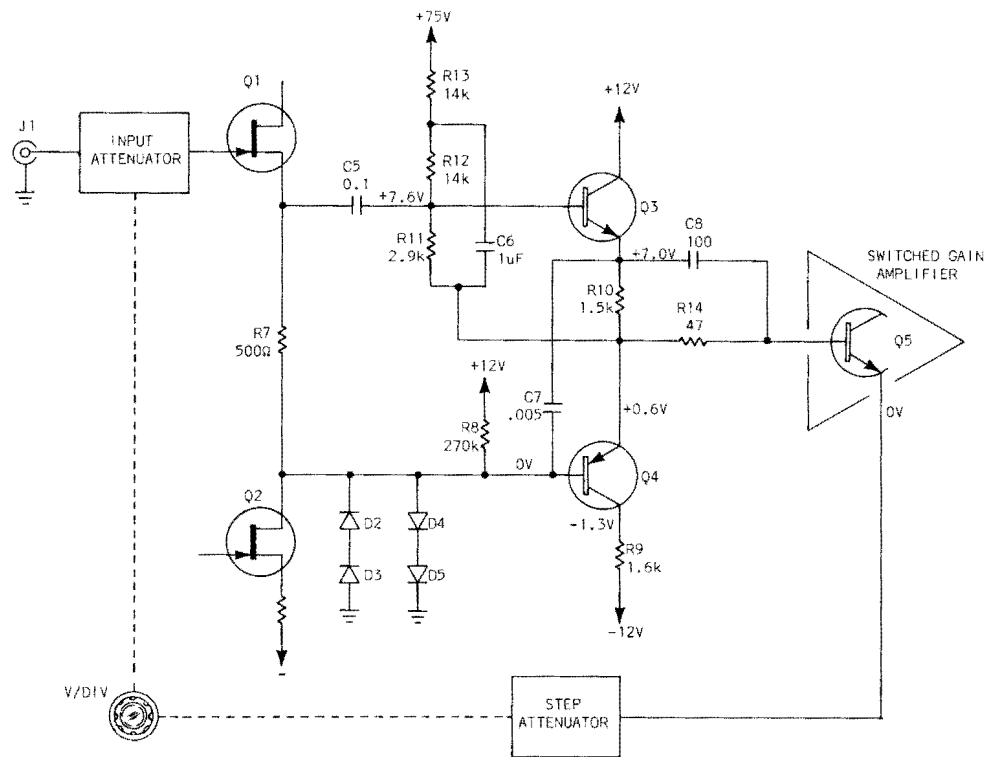 +75V
R13
14k
+12V
Q1
J1
INPUT
ATTENUATOR
R12
14k
C5
0.1
+7.6V
Q3
R11
2.9k
C6
1uF
C8
100
+7.0V
SWITCHED GAIN
AMPLIFIER
R10
1.5k
R14
47
Q5
R7
500Ω
+12V
C7
.005
+0.6V
0V
R8
270k
0V
Q4
Q2
D2
D4
-1.3V
R9
1.6k
D3
D5
-12V
-
V/DIV
STEP
ATTENUATOR